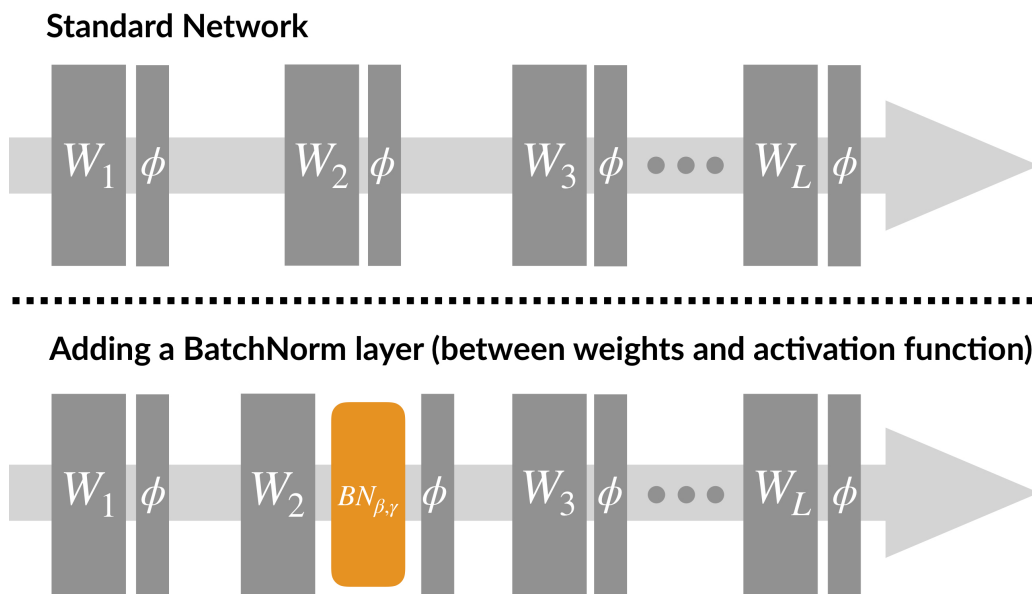 Standard Network
W₁ ϕ W₂ ϕ W₃ ϕ ••• W_L ϕ
Adding a BatchNorm layer (between weights and activation function)
W₁ ϕ W₂ BN_β,γ ϕ W₃ ϕ ••• W_L ϕ